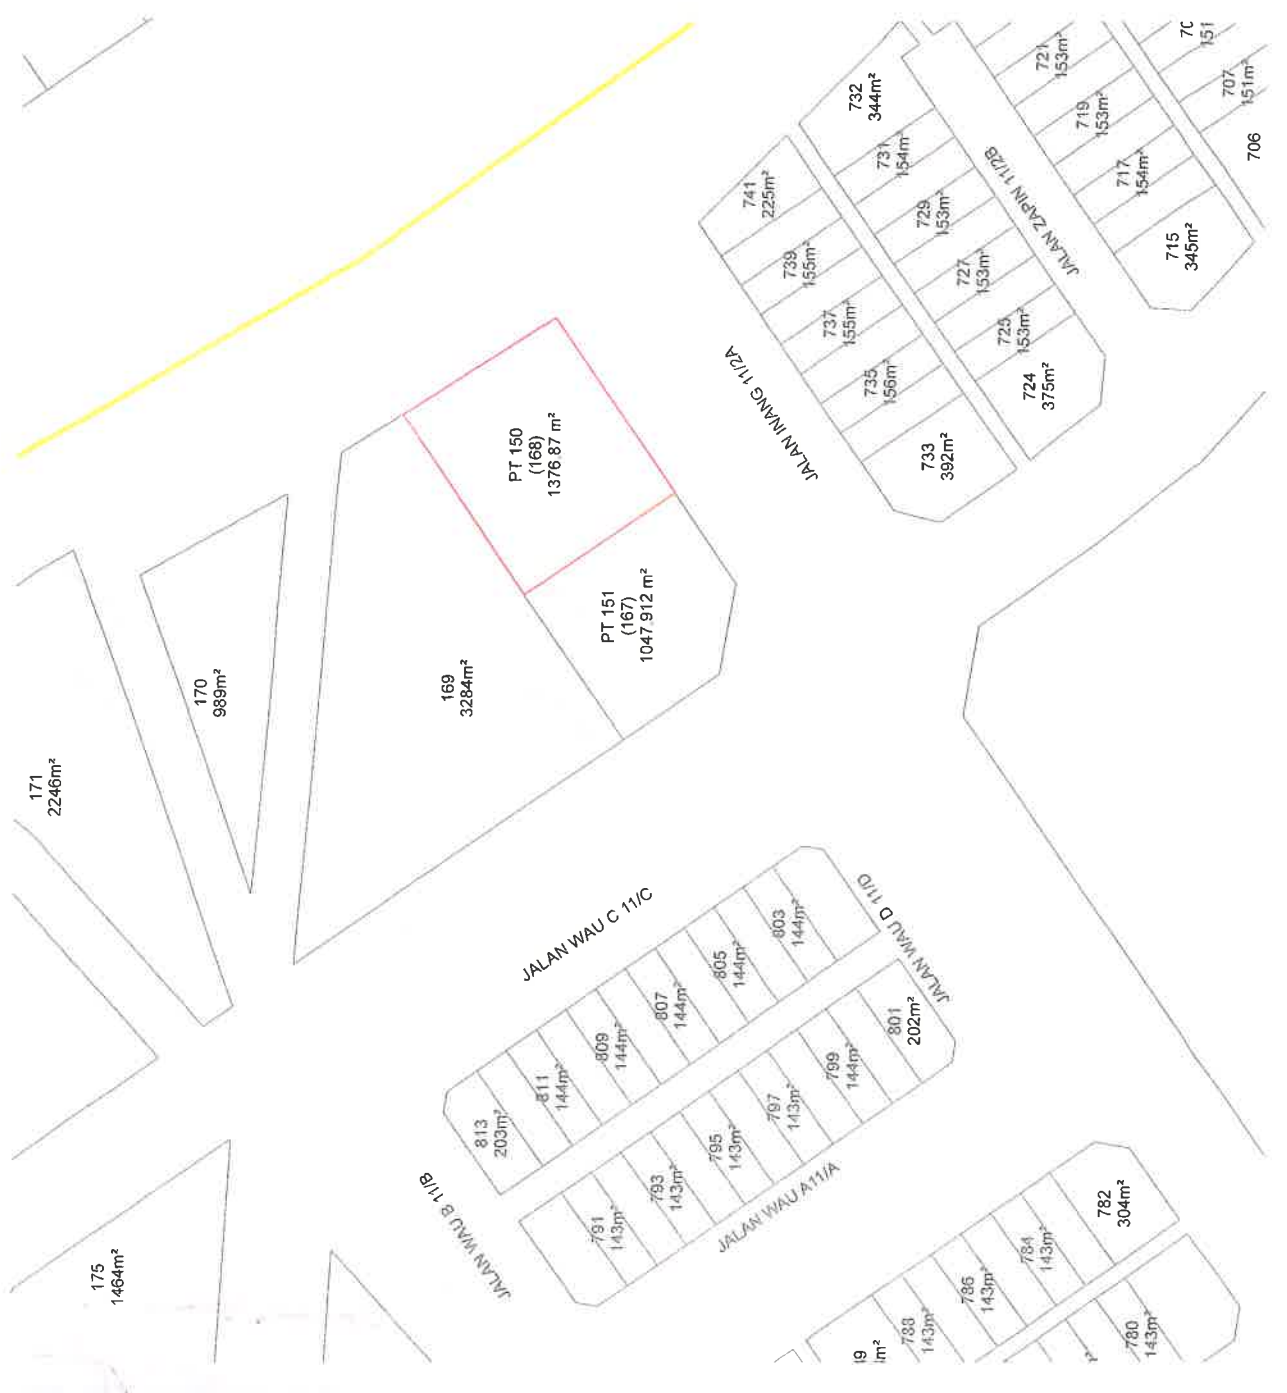 732
344m²
731
154m²
729
153m²
727
153m²
725
153m²
724
375m²
721
153m²
719
153m²
717
154m²
715
345m²
151
707
151m²
706
JALAN ZAPIN 11/2B
741
225m²
739
155m²
737
155m²
735
156m²
733
392m²
JALAN INANG 11/2A
PT 150
(168)
1376.87 m²
PT 151
(167)
1047.912 m²
169
3284m²
170
989m²
171
2246m²
JALAN WAU C 11/C
803
144m²
805
144m²
807
144m²
809
144m²
811
144m²
813
203m²
JALAN WAU D 11/D
801
202m²
799
144m²
797
143m²
795
143m²
793
143m²
791
143m²
JALAN WAU B 11/B
JALAN WAU A11/A
175
1464m²
782
304m²
784
143m²
786
143m²
788
143m²
780
143m²